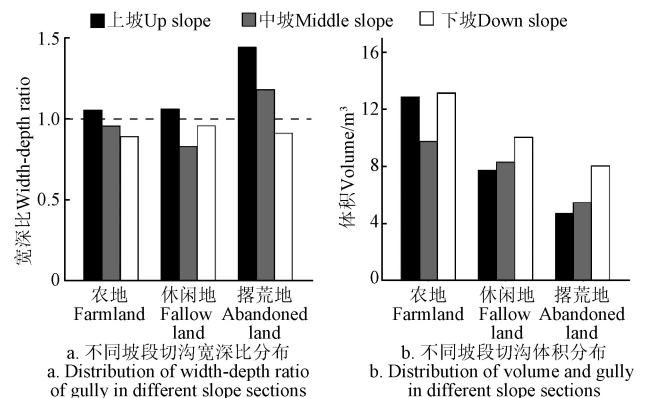 上坡Up slope 中坡Middle slope 下坡Down slope
宽深比Width-depth ratio
1.5
1.0
0.5
0
农地 休闲地 撂荒地
Farmland Fallow Abandoned
land land
a. 不同坡段切沟宽深比分布
a. Distribution of width-depth ratio
of gully in different slope sections
体积Volume/m³
16
12
8
4
0
农地 休闲地 撂荒地
Farmland Fallow Abandoned
land land
b. 不同坡段切沟体积分布
b. Distribution of volume and gully
in different slope sections